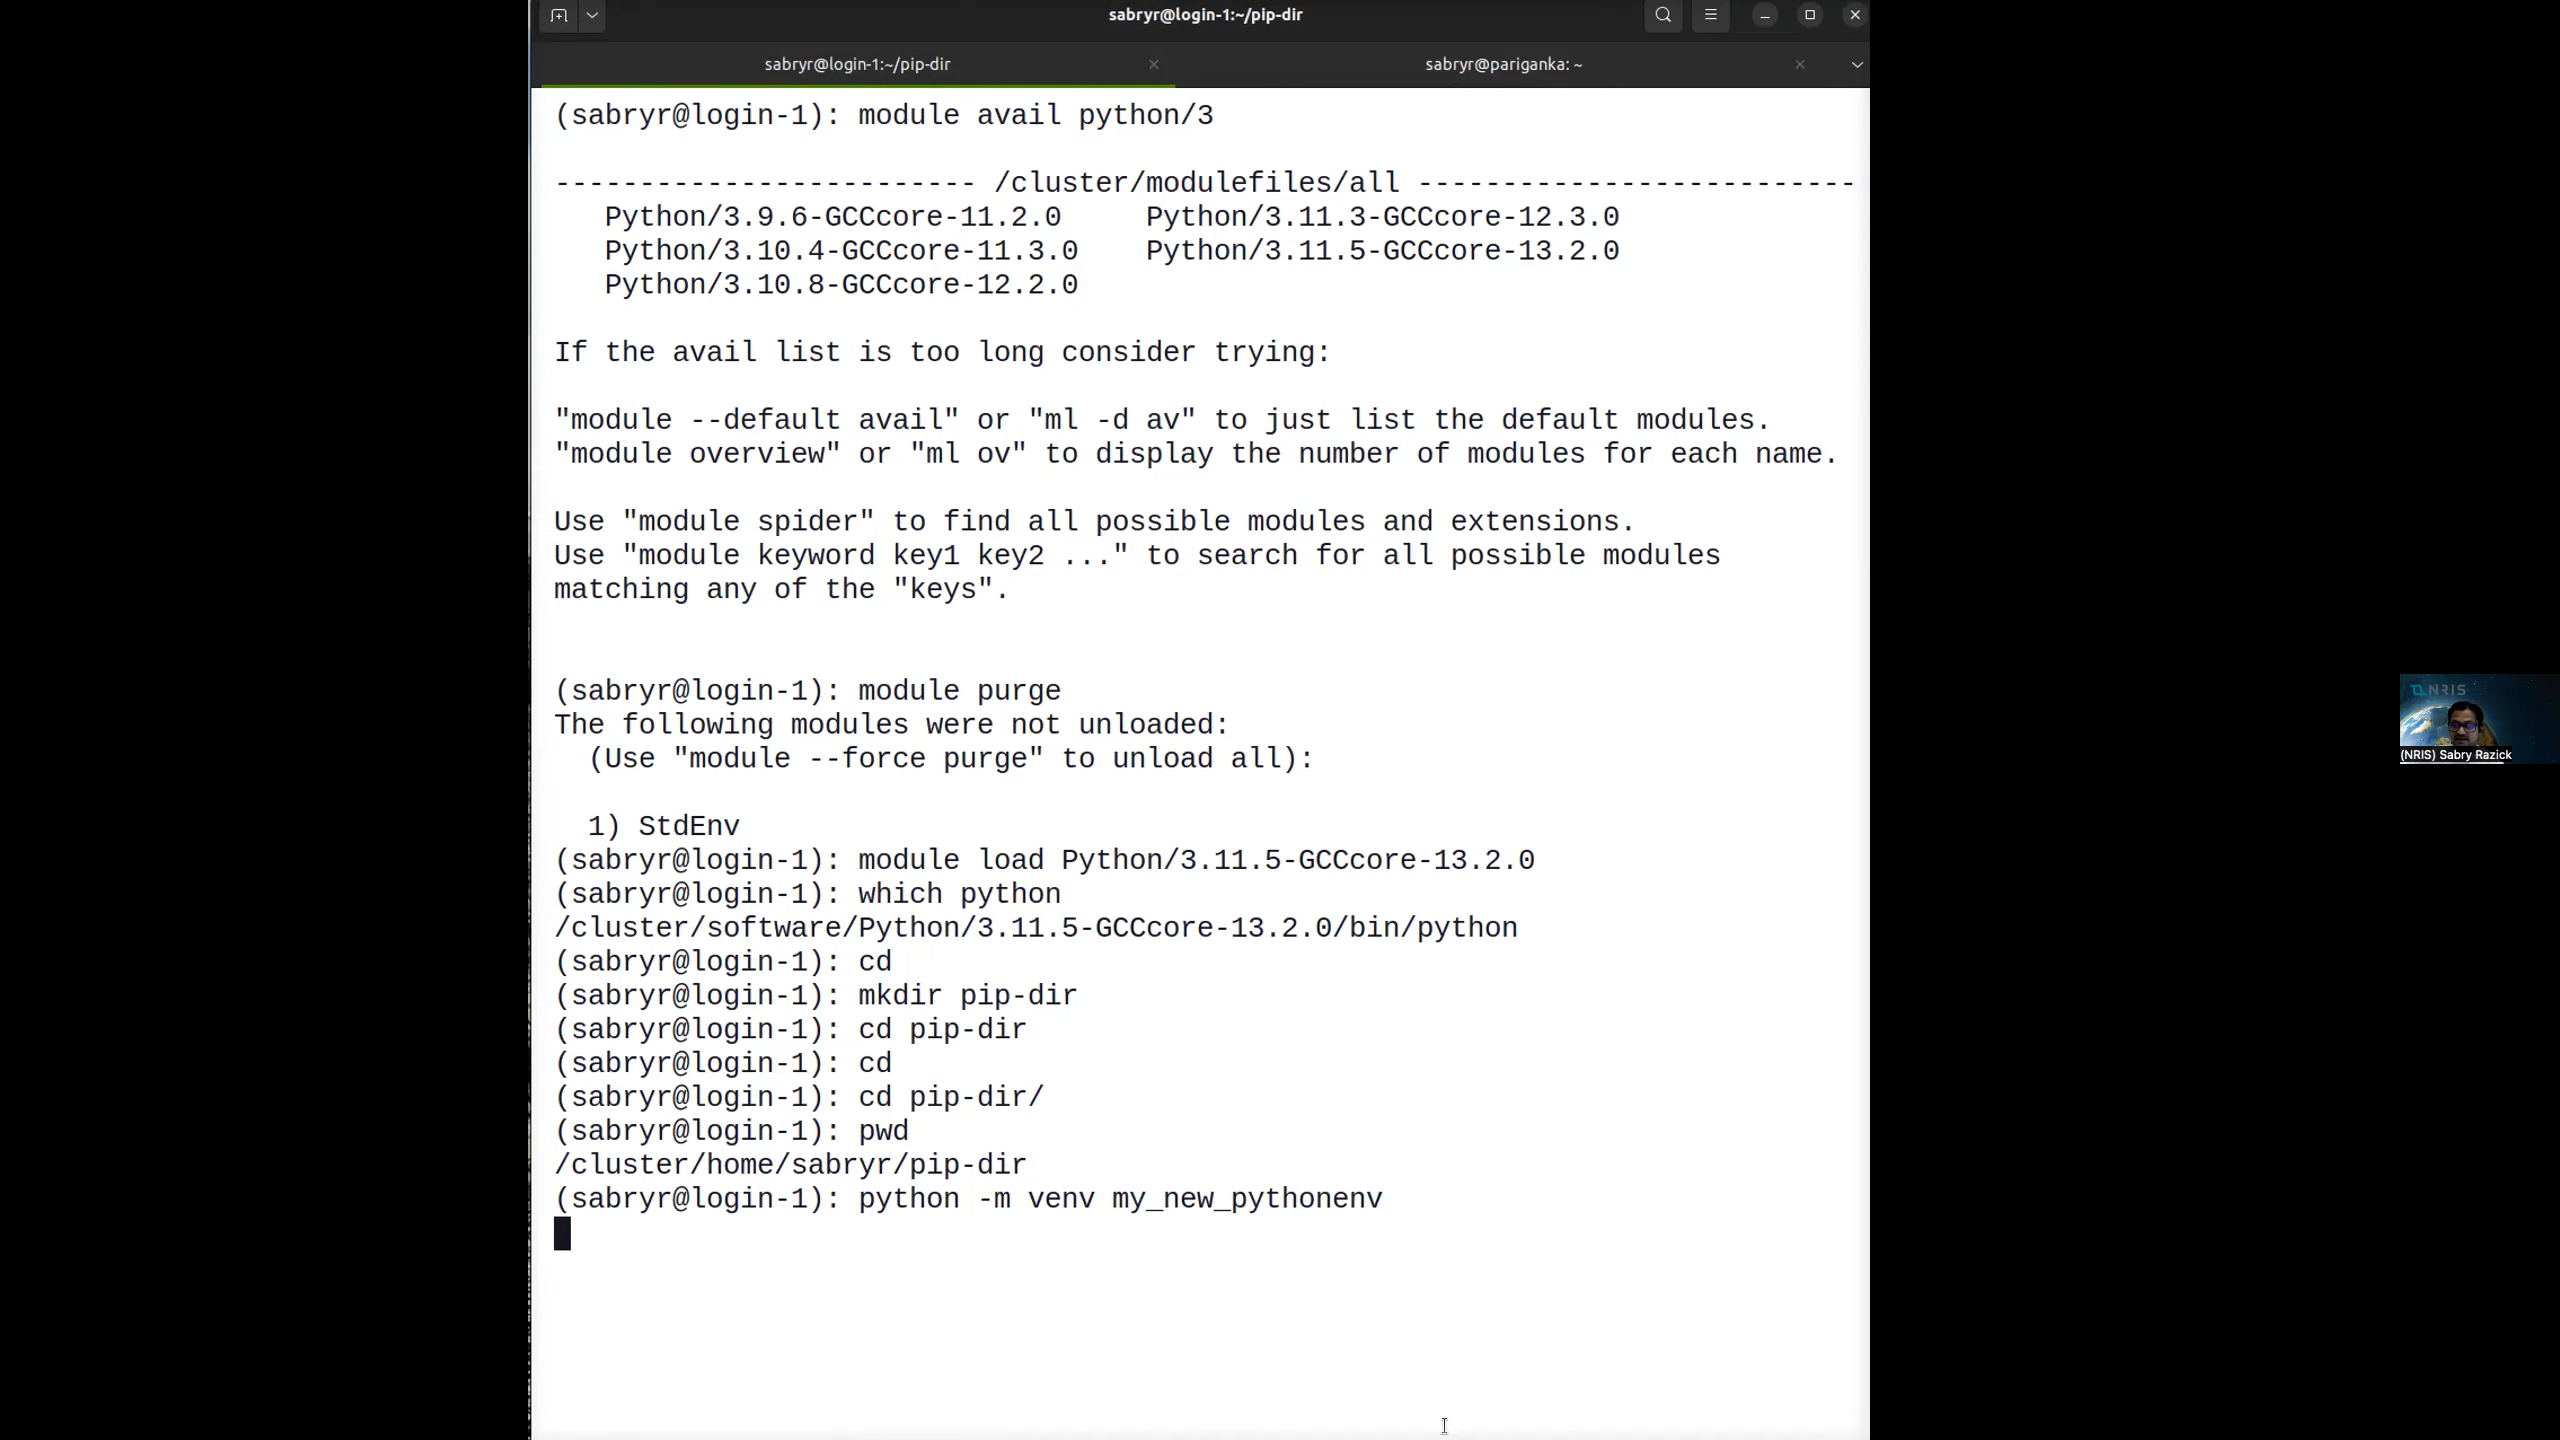 sabryr@login-1:~/pip-dir
sabryr@login-1:~/pip-dir
sabryr@pariganka: ~
(sabryr@login-1): module avail python/3
-------------------------- /cluster/modulefiles/all --------------------------
Python/3.9.6-GCCcore-11.2.0     Python/3.11.3-GCCcore-12.3.0
Python/3.10.4-GCCcore-11.3.0    Python/3.11.5-GCCcore-13.2.0
Python/3.10.8-GCCcore-12.2.0
If the avail list is too long consider trying:
"module --default avail" or "ml -d av" to just list the default modules.
"module overview" or "ml ov" to display the number of modules for each name.
Use "module spider" to find all possible modules and extensions.
Use "module keyword key1 key2 ..." to search for all possible modules
matching any of the "keys".
(sabryr@login-1): module purge
The following modules were not unloaded:
(Use "module --force purge" to unload all):
1) StdEnv
(sabryr@login-1): module load Python/3.11.5-GCCcore-13.2.0
(sabryr@login-1): which python
/cluster/software/Python/3.11.5-GCCcore-13.2.0/bin/python
(sabryr@login-1): cd
(sabryr@login-1): mkdir pip-dir
(sabryr@login-1): cd pip-dir
(sabryr@login-1): cd
(sabryr@login-1): cd pip-dir/
(sabryr@login-1): pwd
/cluster/home/sabryr/pip-dir
(sabryr@login-1): python -m venv my_new_pythonenv
NRIS
(NRIS) Sabry Razick